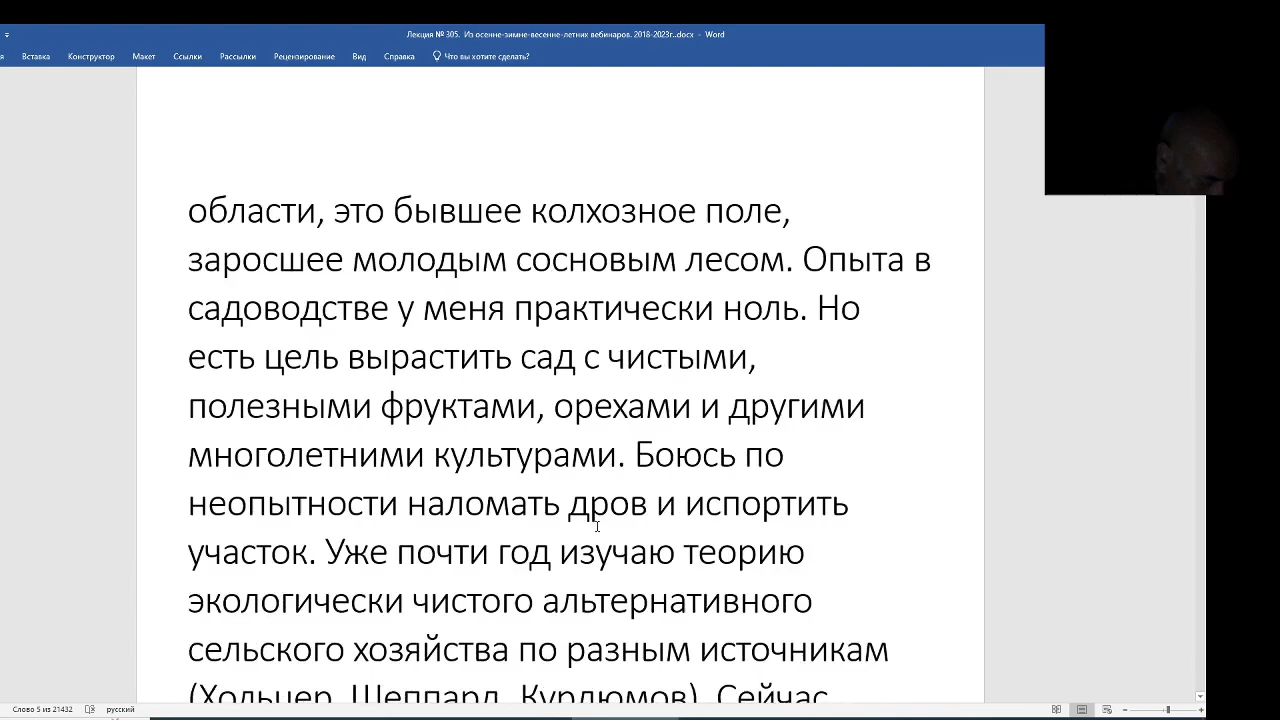 Лекция № 305. Из осенне-зимне-весенне-летних вебинаров. 2018-2023г..docx - Word
я Вставка Конструктор Макет Ссылки Рассылки Рецензирование Вид Справка Что вы хотите сделать?
области, это бывшее колхозное поле,
заросшее молодым сосновым лесом. Опыта в
садоводстве у меня практически ноль. Но
есть цель вырастить сад с чистыми,
полезными фруктами, орехами и другими
многолетними культурами. Боюсь по
неопытности наломать дров и испортить
участок. Уже почти год изучаю теорию
экологически чистого альтернативного
сельского хозяйства по разным источникам
(Хольцер, Шеппард, Курдюмов). Сейчас
Слово 5 из 21432 русский